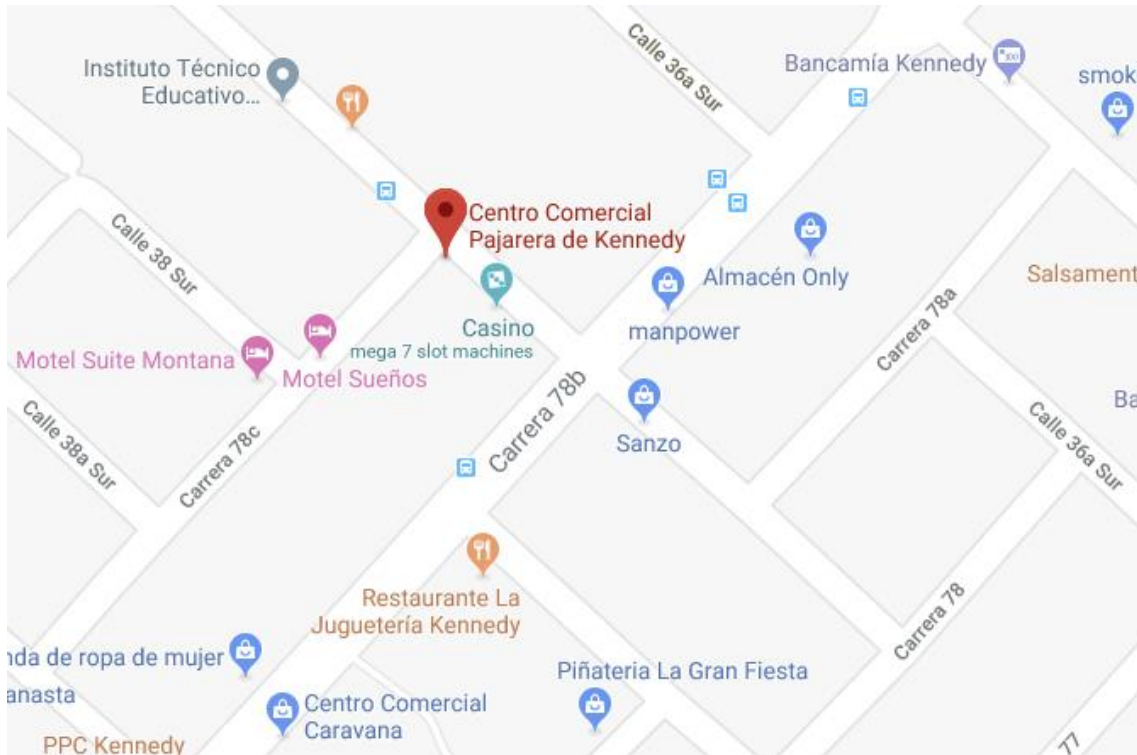 Calle 36a Sur
Bancamía Kennedy
smok
Instituto Técnico
Educativo...
Centro Comercial
Pajarera de Kennedy
Calle 38 Sur
Almacén Only
Salsament
Casino
mega 7 slot machines
manpower
Carrera 78a
Motel Suite Montana
Motel Sueños
Ba
Carrera 78b
Sanzo
Calle 36a Sur
Calle 38a Sur
Carrera 78c
Restaurante La
Juguetería Kennedy
Carrera 78
nda de ropa de mujer
anasta
Piñateria La Gran Fiesta
Centro Comercial
Caravana
PPC Kennedy
77